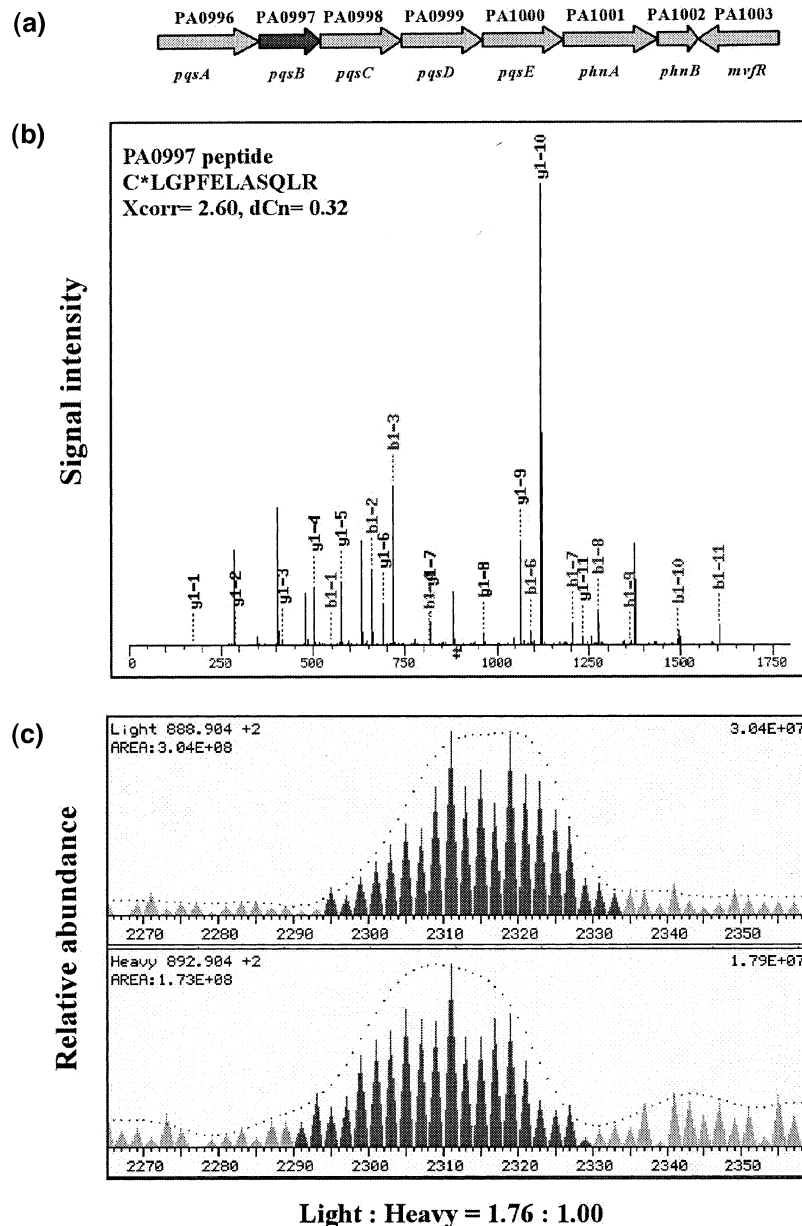 (a)
PA0996 PA0997 PA0998 PA0999 PA1000 PA1001 PA1002 PA1003
pqsA pqsB pqsC pqsD pqsE phnA phnB mvfR
(b)
PA0997 peptide
C*LGPFELASQLR
Xcorr= 2.60, dCn= 0.32
Signal intensity
y1-10
b1-3
y1-9
y1-4
y1-5
b1-2
y1-6
y1-7
b1-8
y1-1
y1-2
y1-3
b1-1
y1-8
b1-6
b1-7
y1-11
b1-9
b1-10
b1-11
0 250 500 750 1000 1250 1500 1750
(c)
Relative abundance
Light 888.904 +2 3.04E+07
AREA:3.04E+08
2270 2280 2290 2300 2310 2320 2330 2340 2350
Heavy 892.904 +2 1.79E+07
AREA:1.73E+08
2270 2280 2290 2300 2310 2320 2330 2340 2350
Light : Heavy = 1.76 : 1.00